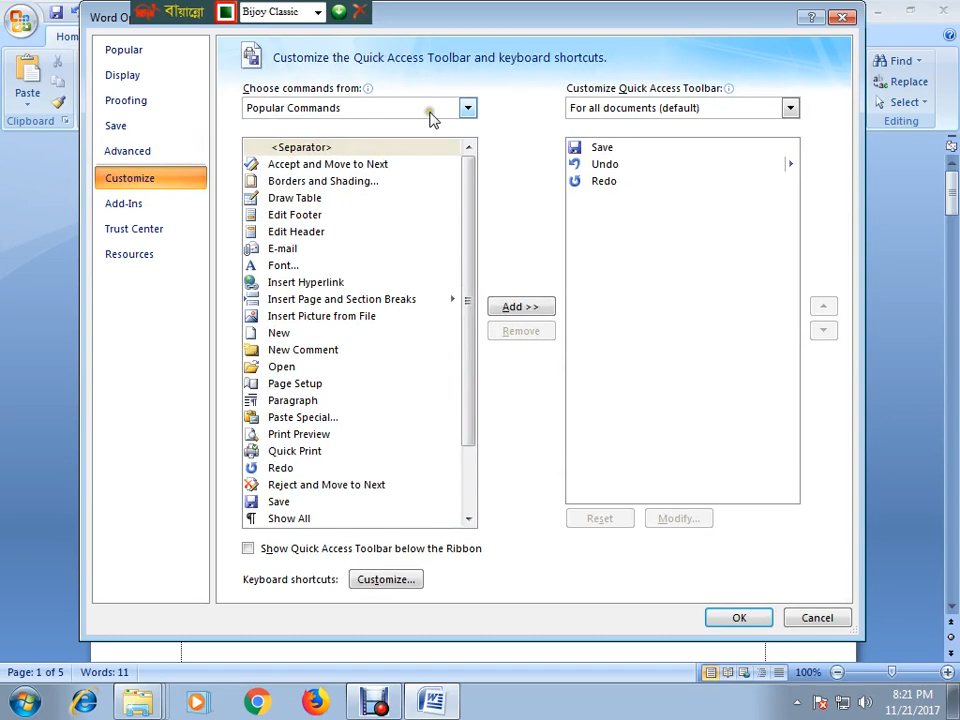 Word O
বায়ান্নো
Bijoy Classic
Hom
Paste
Clipboard
Find
Replace
Select
Editing
Popular
Display
Proofing
Save
Advanced
Customize
Add-Ins
Trust Center
Resources
Customize the Quick Access Toolbar and keyboard shortcuts.
Choose commands from:
Popular Commands
<Separator>
Accept and Move to Next
Borders and Shading...
Draw Table
Edit Footer
Edit Header
E-mail
Font...
Insert Hyperlink
Insert Page and Section Breaks
Insert Picture from File
New
New Comment
Open
Page Setup
Paragraph
Paste Special...
Print Preview
Quick Print
Redo
Reject and Move to Next
Save
Show All
Add >>
Remove
Customize Quick Access Toolbar:
For all documents (default)
Save
Undo
Redo
Reset
Modify...
Show Quick Access Toolbar below the Ribbon
Keyboard shortcuts:
Customize...
OK
Cancel
Page: 1 of 5
Words: 11
100%
8:21 PM
11/21/2017